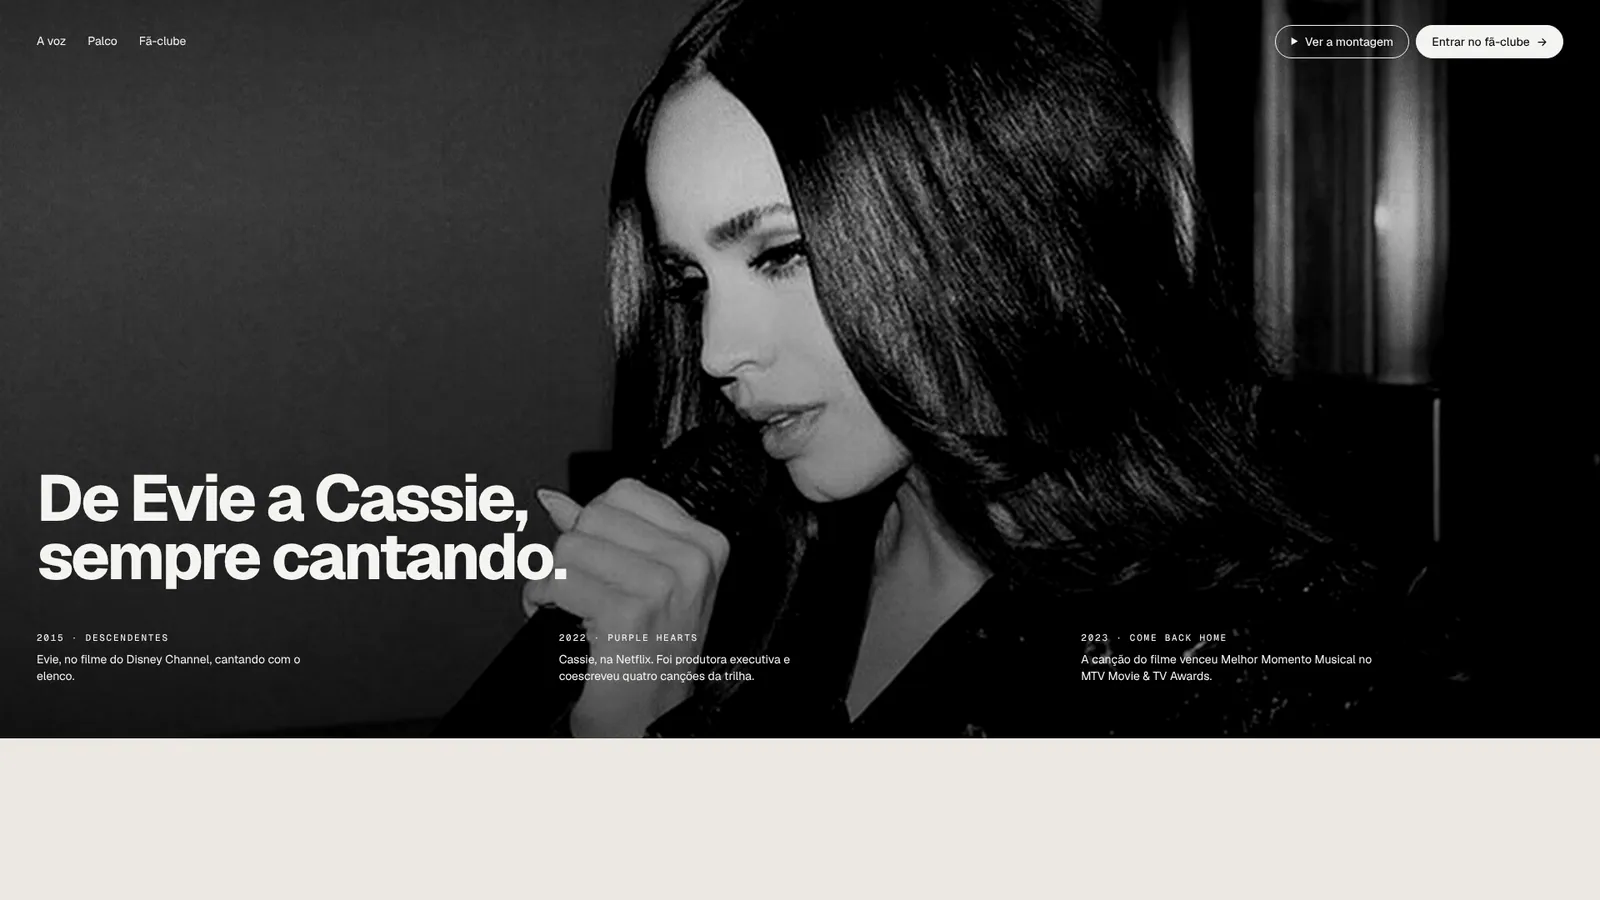 A voz
Palco
Fã-clube
▶ Ver a montagem
Entrar no fã-clube →
De Evie a Cassie,
sempre cantando.
2015 · DESCENDENTES
Evie, no filme do Disney Channel, cantando com o
elenco.
2022 · PURPLE HEARTS
Cassie, na Netflix. Foi produtora executiva e
coescreveu quatro canções da trilha.
2023 · COME BACK HOME
A canção do filme venceu Melhor Momento Musical no
MTV Movie & TV Awards.